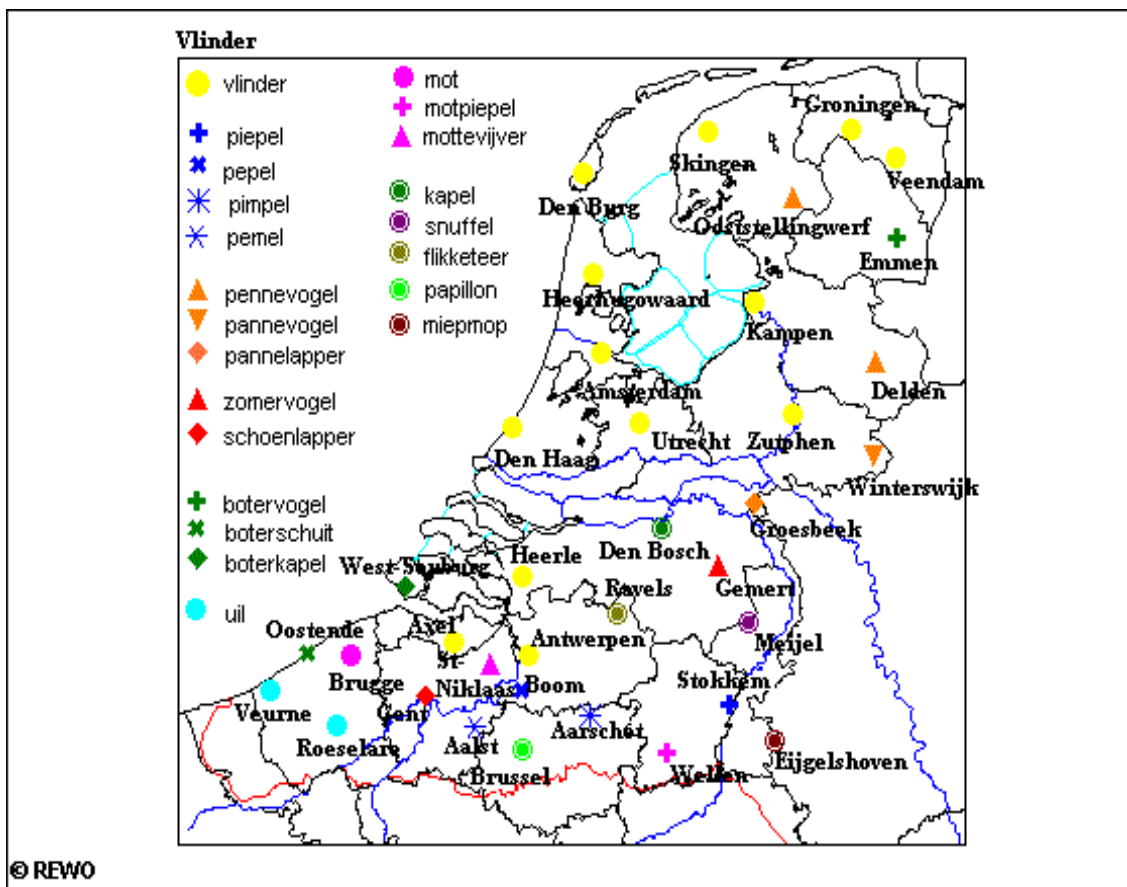 Vlinder
vlinder
piepel
pepel
pimpel
pemel
pennevogel
pannevogel
pannelapper
zomervogel
schoenlapper
botervogel
boterschuit
boterkapel
uil
mot
motpiepel
mottevijver
kapel
snuffel
flikketeer
papillon
miepmop
Groningen
Skingen
Veendam
Den Burg
Odststellingwerf
Emmen
Heerhugowaard
Kampen
Amsterdam
Delden
Den Haag
Utrecht
Zutphen
Winterswijk
Groesbeek
Den Bosch
Heerle
West-Souburg
Ravels
Gemert
Axel
Antwerpen
Meijel
Oostende
St-
Niklaas
Boom
Stokkem
Brugge
Gent
Veurne
Roeselare
Aalst
Aarschot
Brussel
Wellen
Eijgelshoven
© REWO